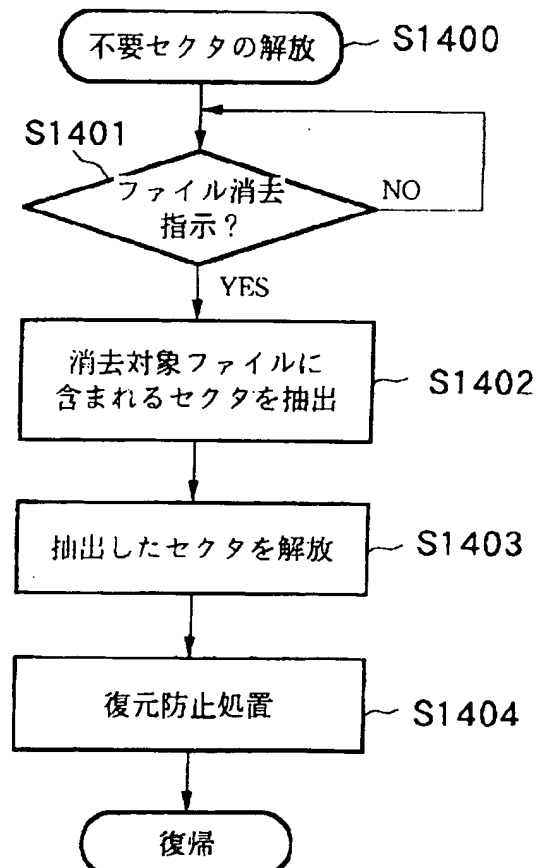 不要セクタの解放
S1400
S1401
ファイル消去
指示?
NO
YES
消去対象ファイルに
含まれるセクタを抽出
S1402
抽出したセクタを解放
S1403
復元防止処置
S1404
復帰